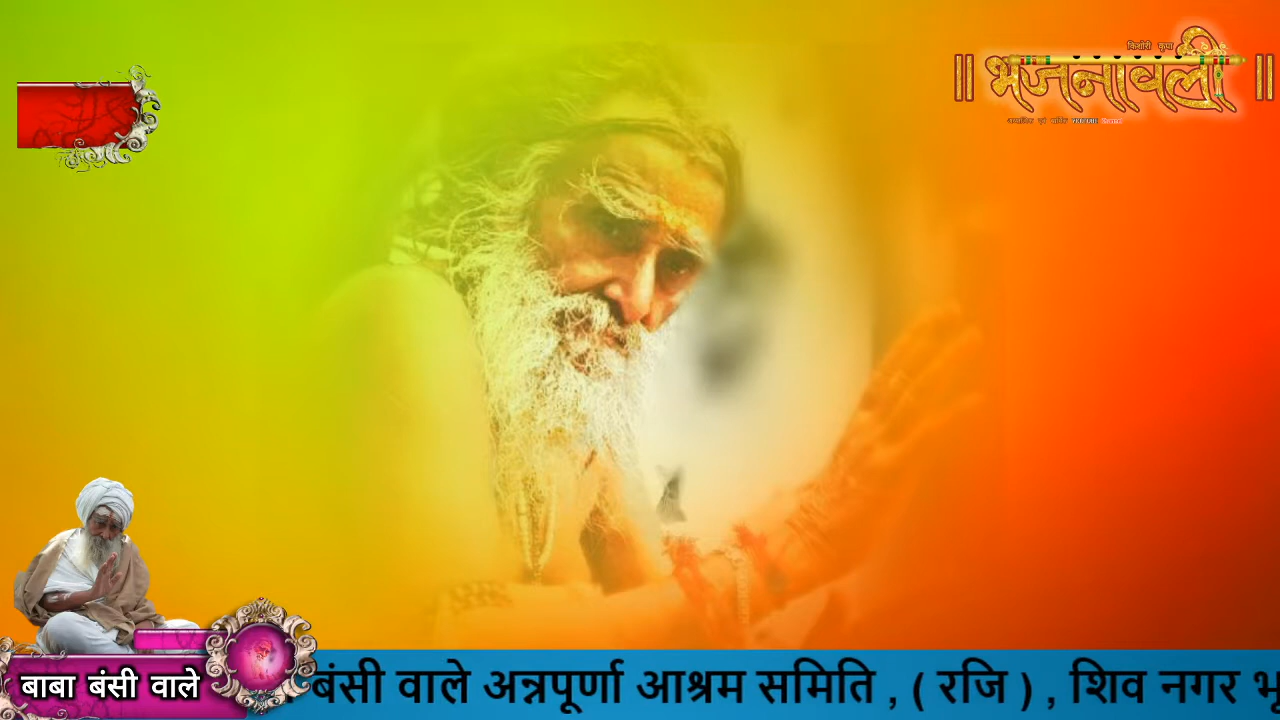 किशोरी कृपा
॥ भजनावली ॥
बाबा बंसी वाले
बंसी वाले अन्नपूर्णा आश्रम समिति , ( रजि ) , शिव नगर भू